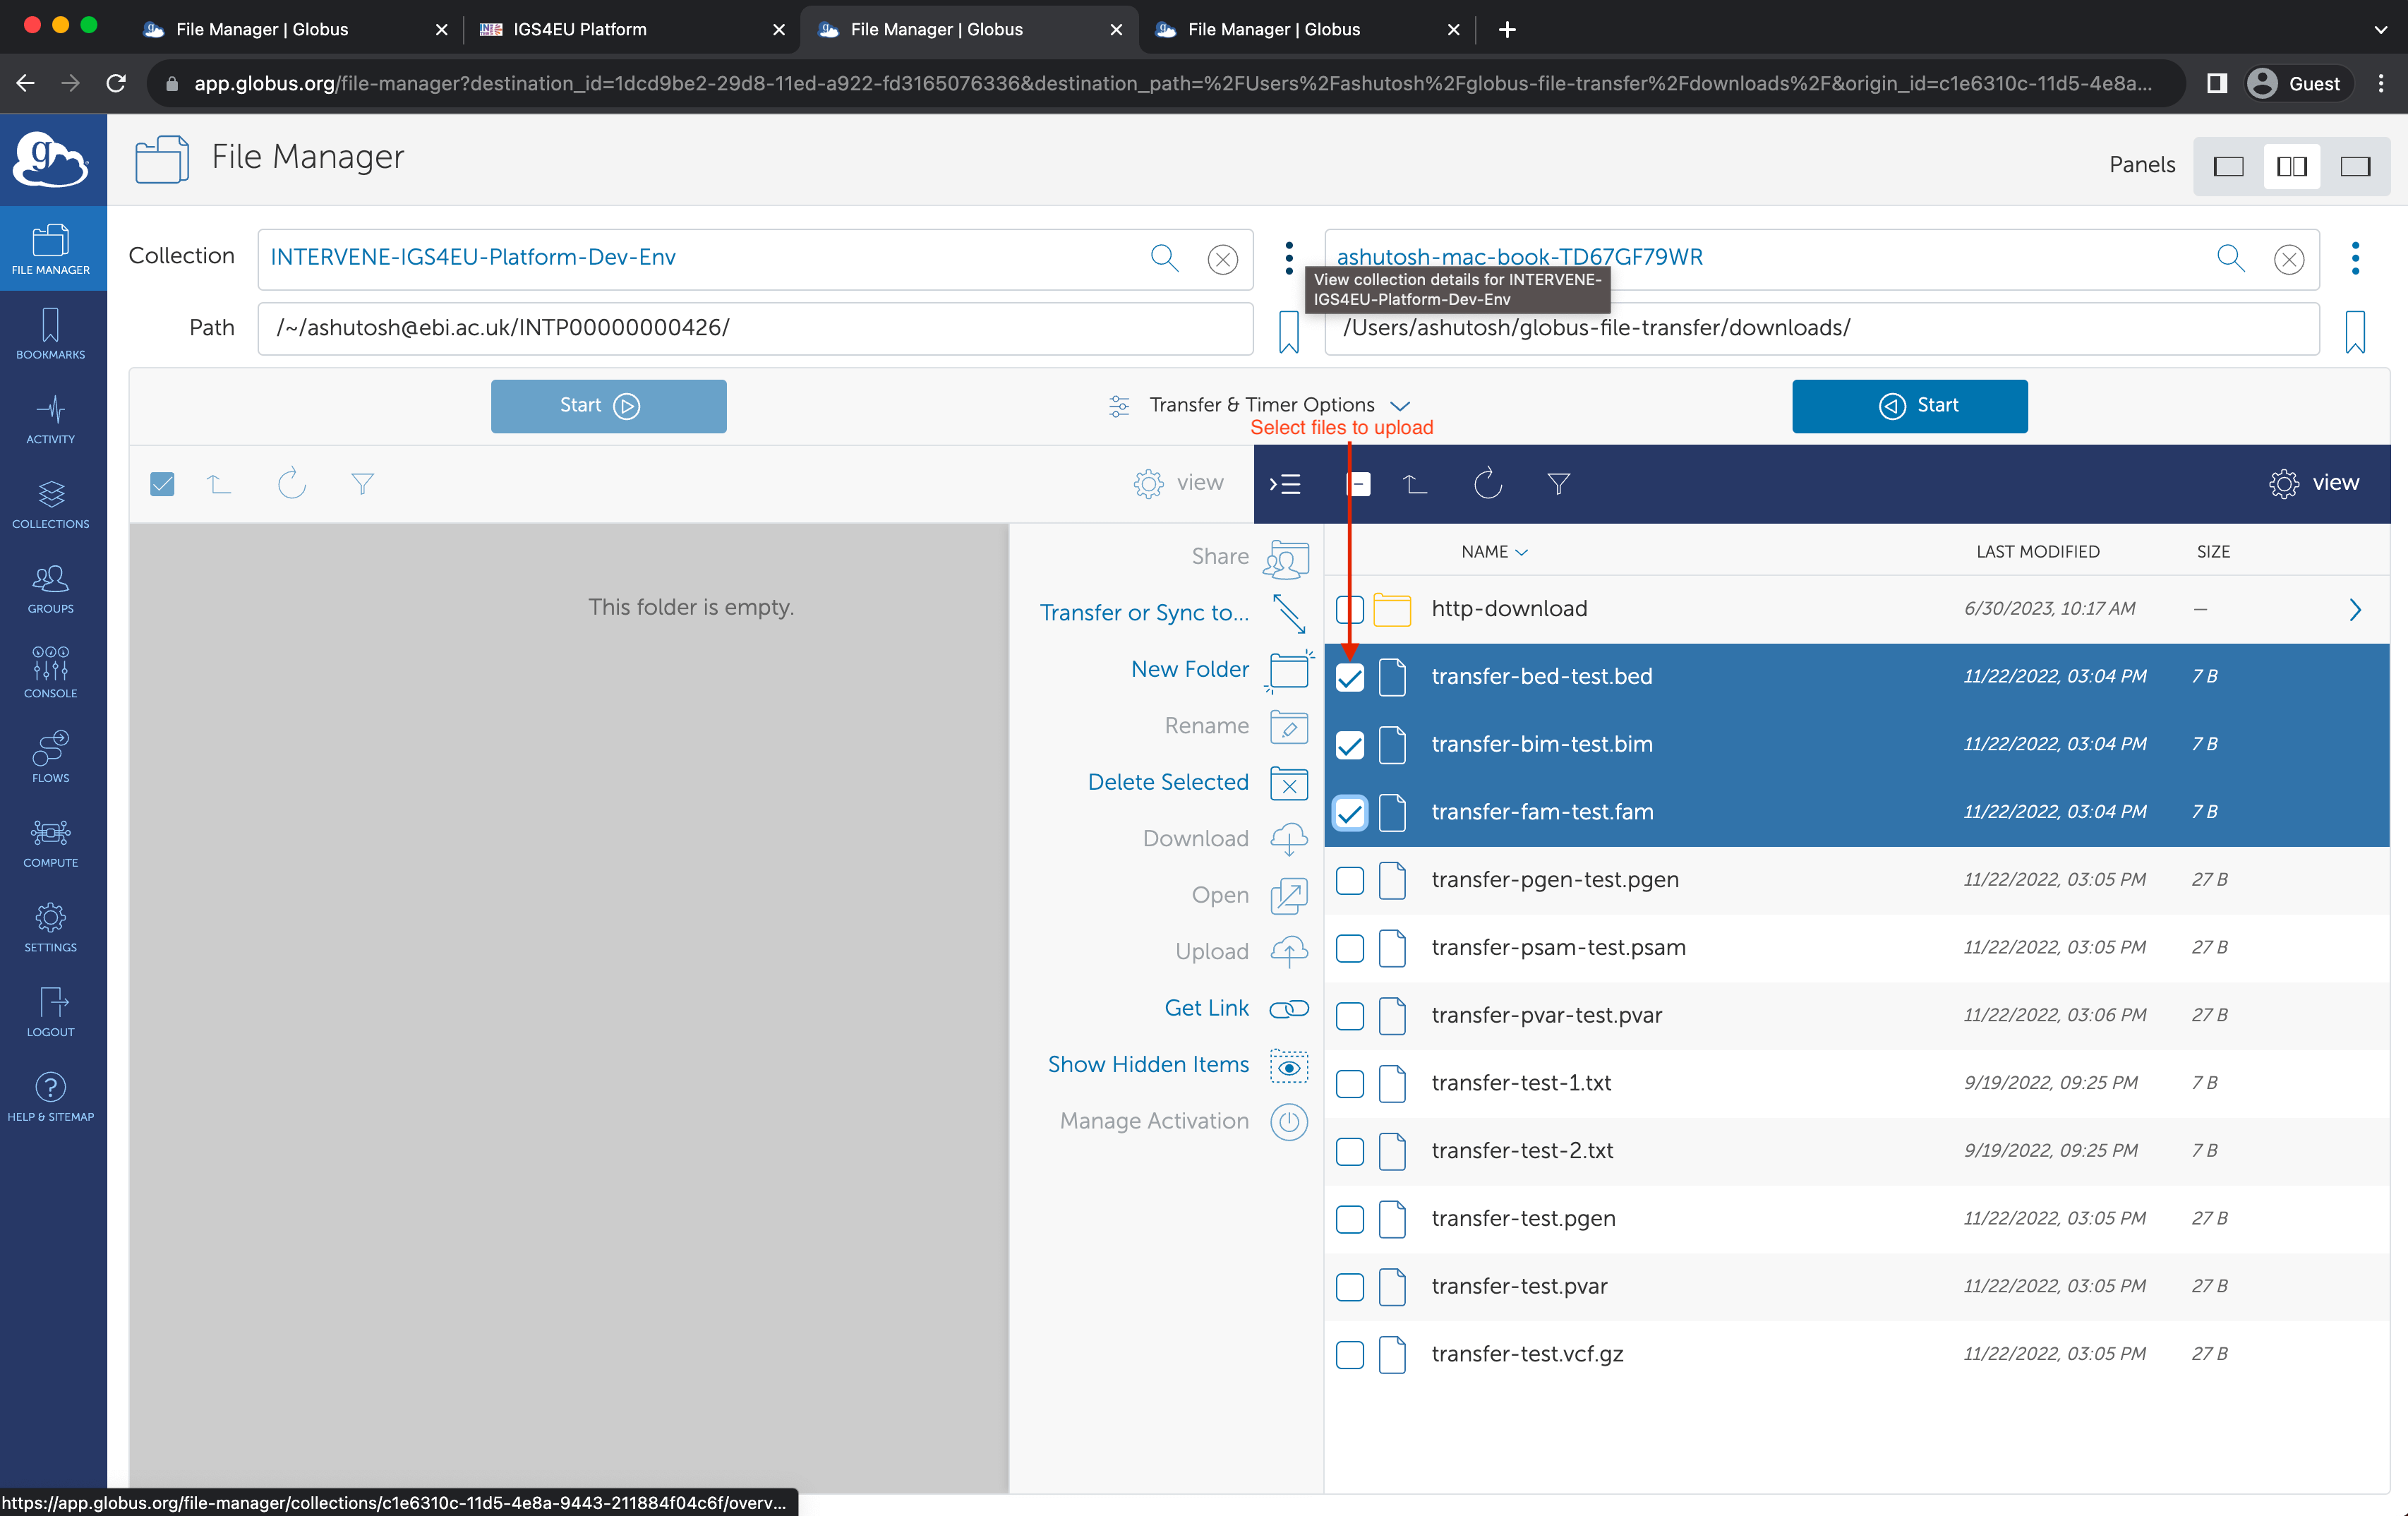 File Manager | Globus
IGS4EU Platform
File Manager | Globus
File Manager | Globus
app.globus.org/file-manager?destination_id=1dcd9be2-29d8-11ed-a922-fd3165076336&destination_path=%2FUsers%2Fashutosh%2Fglobus-file-transfer%2Fdownloads%2F&origin_id=c1e6310c-11d5-4e8a...
Guest
File Manager
Panels
FILE MANAGER
BOOKMARKS
ACTIVITY
COLLECTIONS
GROUPS
CONSOLE
FLOWS
COMPUTE
SETTINGS
LOGOUT
HELP & SITEMAP
Collection
INTERVENE-IGS4EU-Platform-Dev-Env
ashutosh-mac-book-TD67GF79WR
View collection details for INTERVENE-
IGS4EU-Platform-Dev-Env
Path
/~/ashutosh@ebi.ac.uk/INTP00000000426/
/Users/ashutosh/globus-file-transfer/downloads/
Start
Transfer & Timer Options
Start
Select files to upload
view
view
This folder is empty.
Share
Transfer or Sync to...
New Folder
Rename
Delete Selected
Download
Open
Upload
Get Link
Show Hidden Items
Manage Activation
NAME LAST MODIFIED SIZE
http-download 6/30/2023, 10:17 AM —
transfer-bed-test.bed 11/22/2022, 03:04 PM 7 B
transfer-bim-test.bim 11/22/2022, 03:04 PM 7 B
transfer-fam-test.fam 11/22/2022, 03:04 PM 7 B
transfer-pgen-test.pgen 11/22/2022, 03:05 PM 27 B
transfer-psam-test.psam 11/22/2022, 03:05 PM 27 B
transfer-pvar-test.pvar 11/22/2022, 03:06 PM 27 B
transfer-test-1.txt 9/19/2022, 09:25 PM 7 B
transfer-test-2.txt 9/19/2022, 09:25 PM 7 B
transfer-test.pgen 11/22/2022, 03:05 PM 27 B
transfer-test.pvar 11/22/2022, 03:05 PM 27 B
transfer-test.vcf.gz 11/22/2022, 03:05 PM 27 B
https://app.globus.org/file-manager/collections/c1e6310c-11d5-4e8a-9443-211884f04c6f/overv...